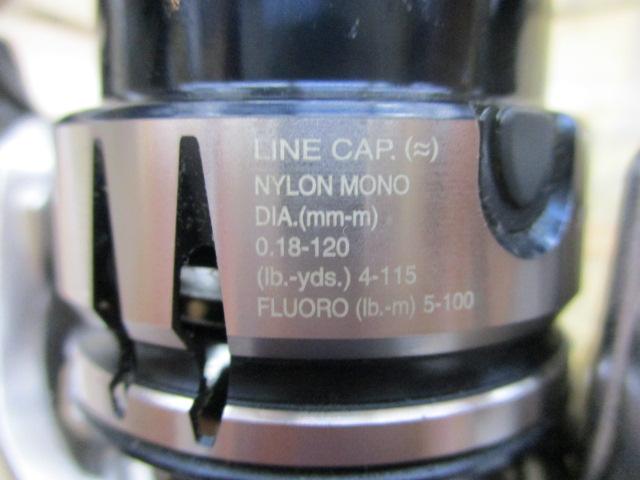 LINE CAP. (≈)
NYLON MONO
DIA.(mm-m)
0.18-120
(lb.-yds.) 4-115
FLUORO (lb.-m) 5-100